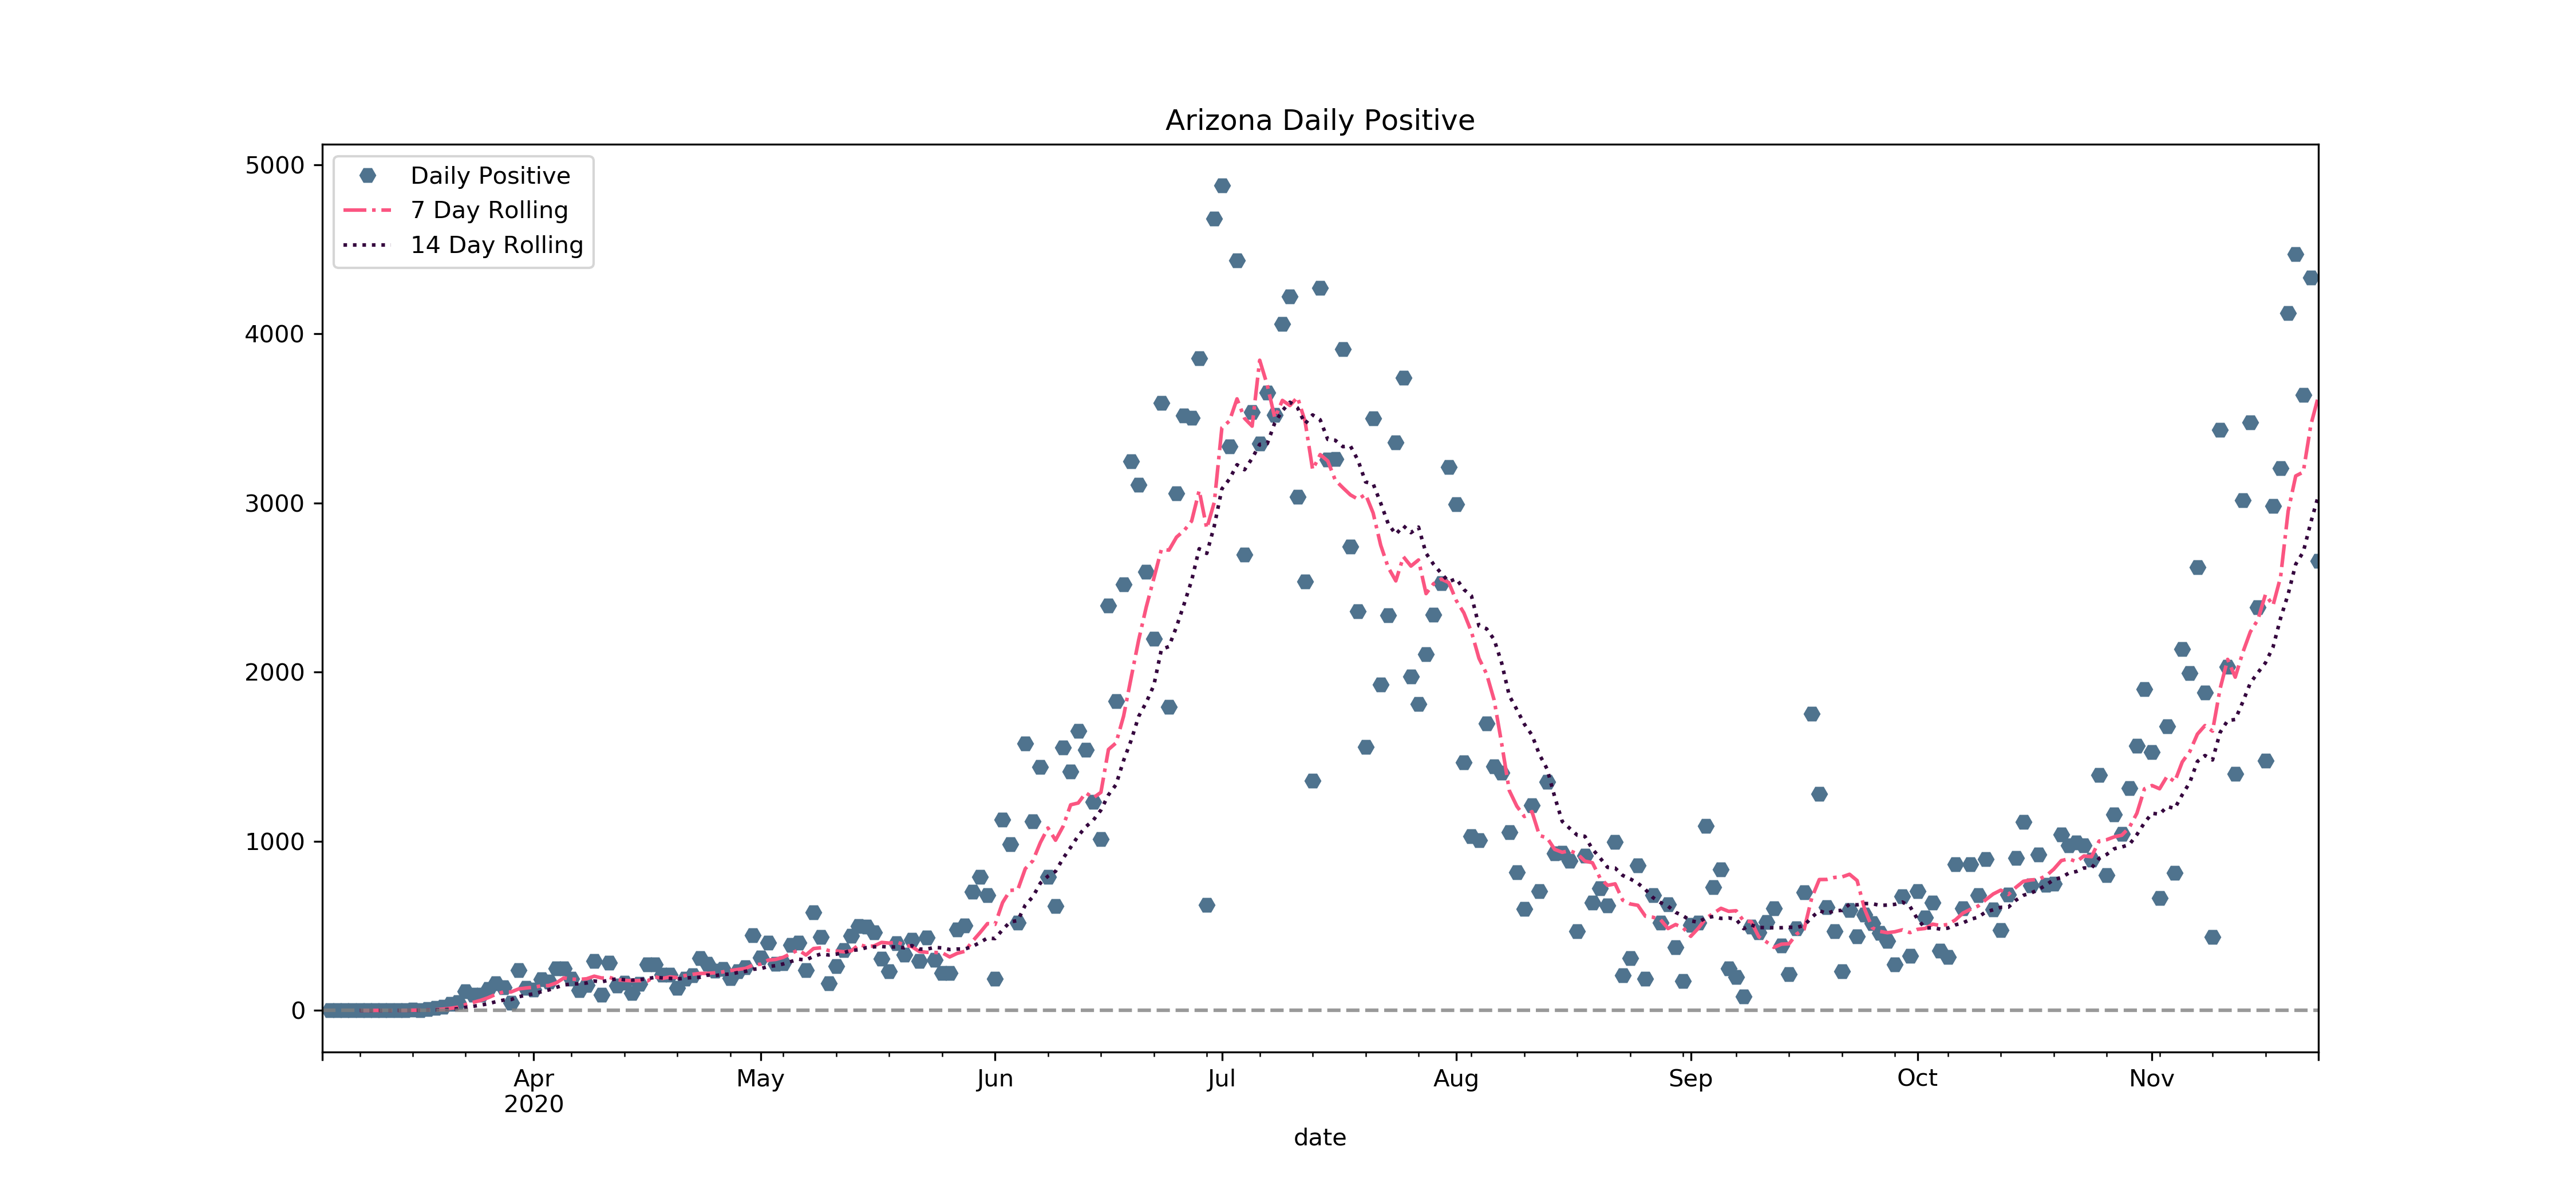 Arizona Daily Positive
5000
4000
3000
2000
1000
0
Daily Positive
7 Day Rolling
14 Day Rolling
Apr May Jun Jul Aug Sep Oct Nov
2020
date